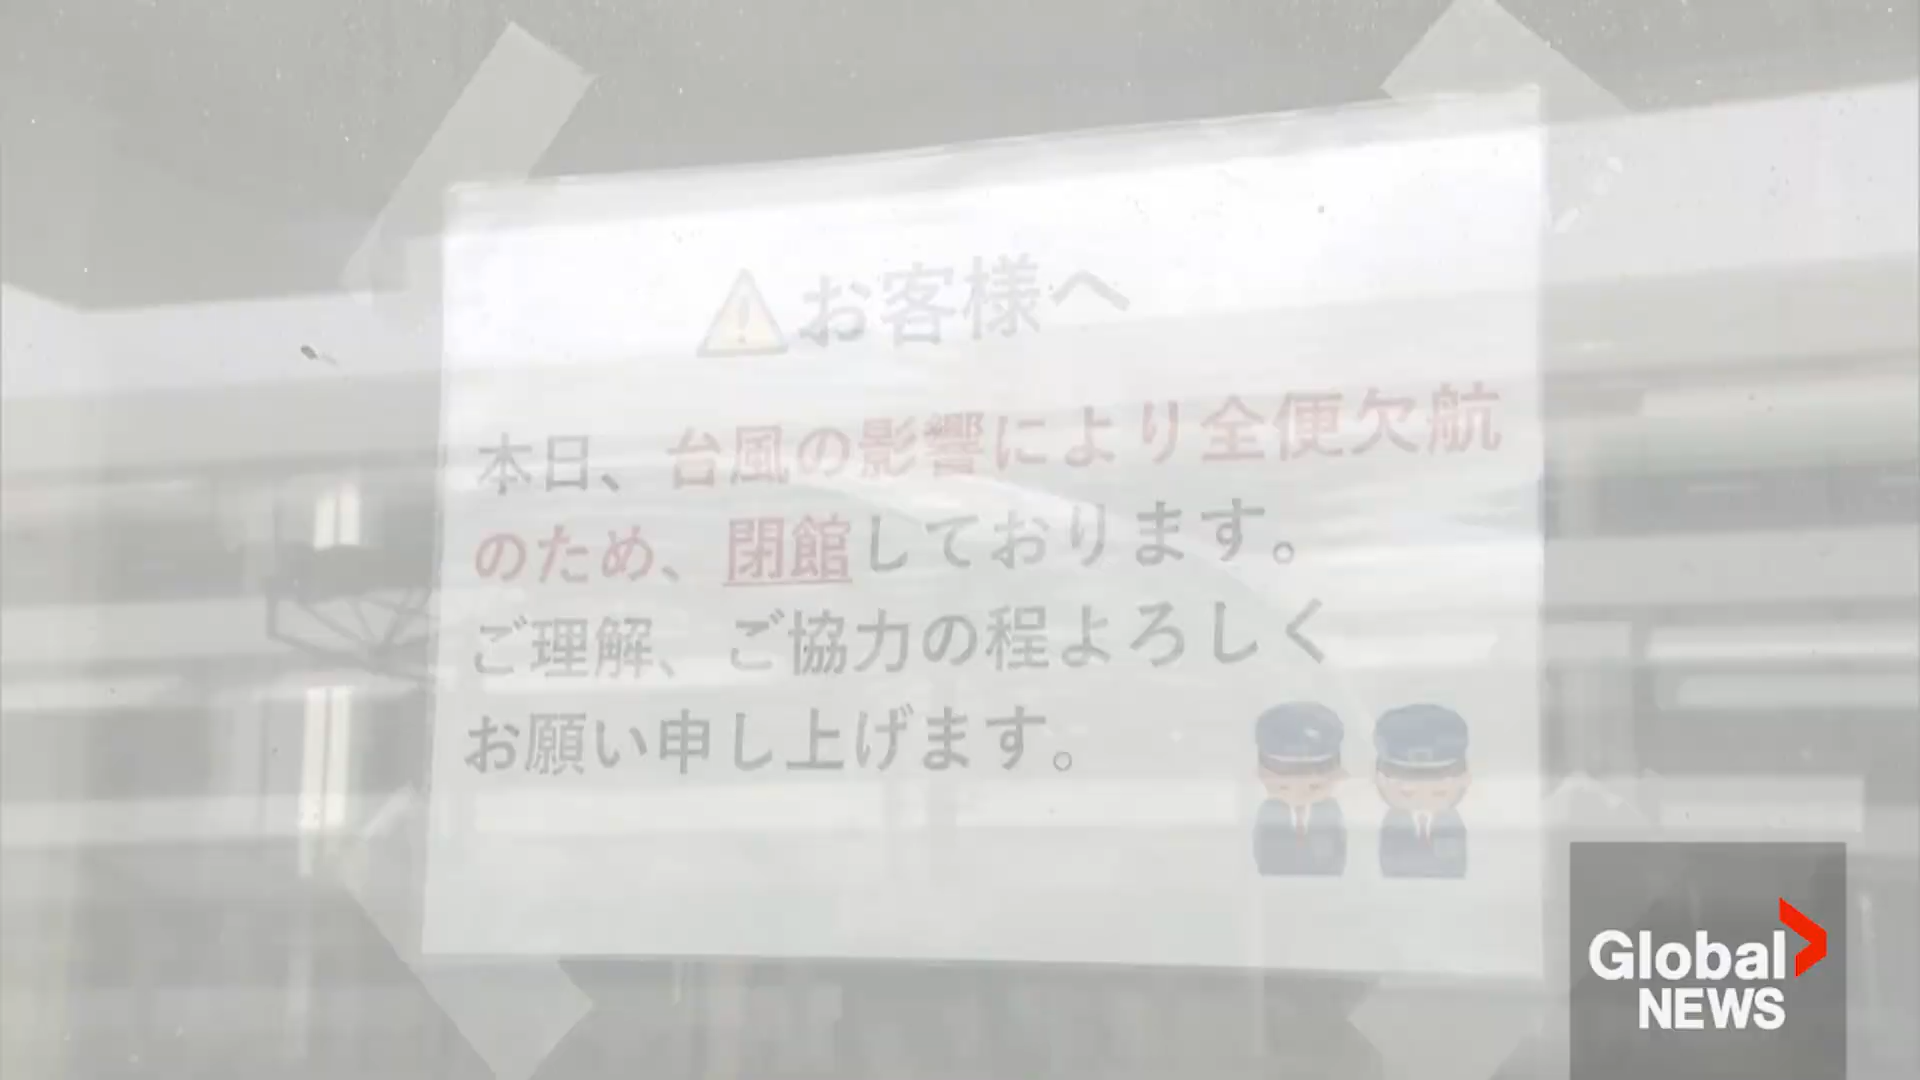 お客様へ
本日、台風の影響により全便欠航
のため、閉館しております。
ご理解、ご協力の程よろしく
お願い申し上げます。
Global
NEWS